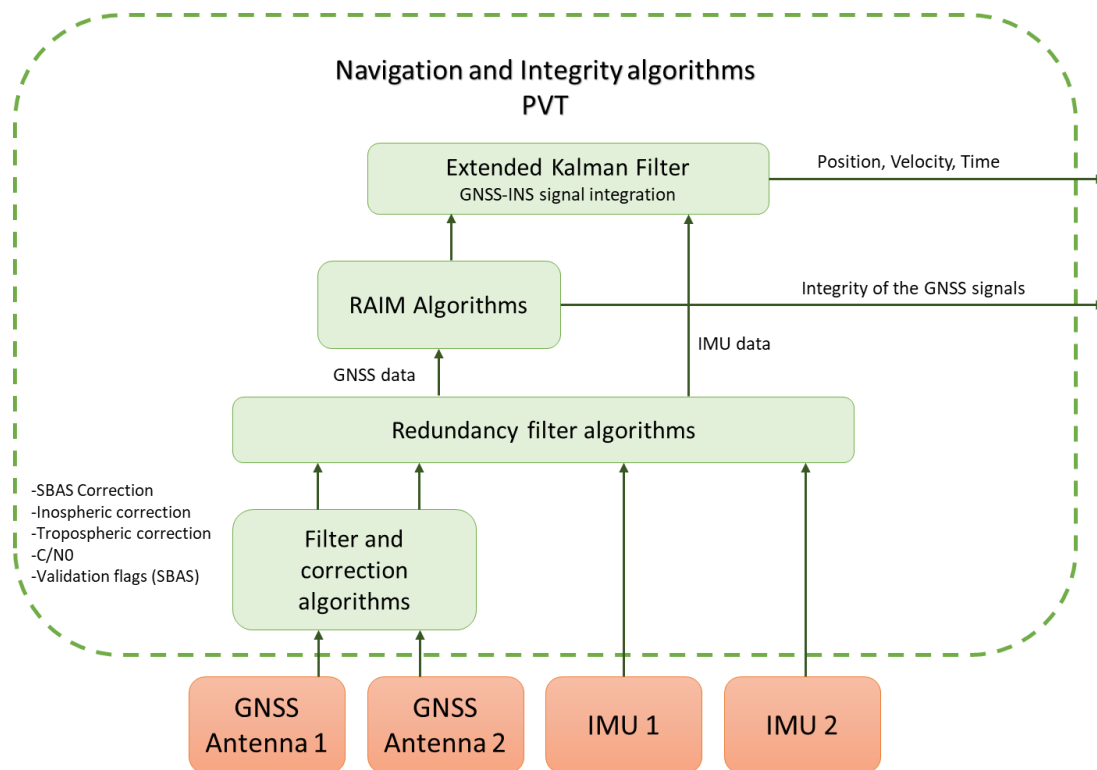 Navigation and Integrity algorithms
PVT
Extended Kalman Filter
GNSS-INS signal integration
Position, Velocity, Time
RAIM Algorithms
Integrity of the GNSS signals
GNSS data
IMU data
Redundancy filter algorithms
-SBAS Correction
-Inospheric correction
-Tropospheric correction
-C/N0
-Validation flags (SBAS)
Filter and
correction
algorithms
GNSS
Antenna 1
GNSS
Antenna 2
IMU 1
IMU 2